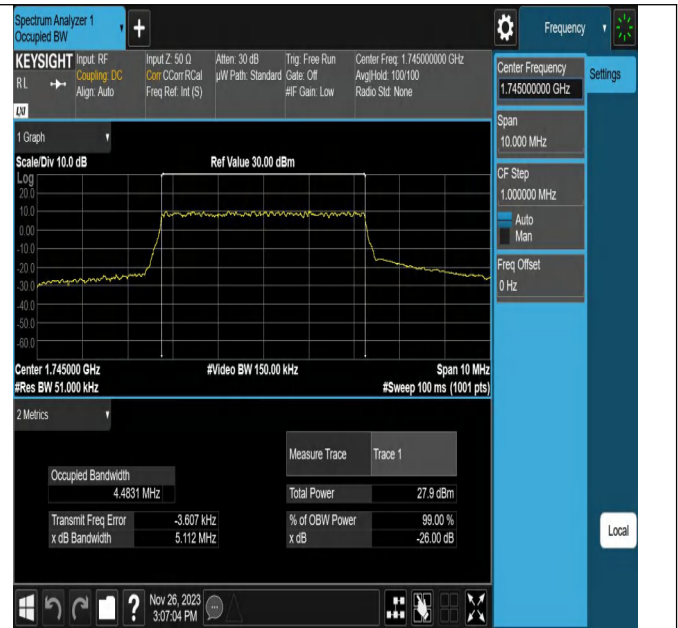 Spectrum Analyzer 1
Occupied BW
Frequency
KEYSIGHT
RL
LXI
Input: RF
Coupling: DC
Align: Auto
Input Z: 50 Ω
Corr CCorr RCal
Freq Ref: Int (S)
Atten: 30 dB
µW Path: Standard
Trig: Free Run
Gate: Off
#IF Gain: Low
Center Freq: 1.745000000 GHz
Avg|Hold: 100/100
Radio Std: None
Center Frequency
1.745000000 GHz
Settings
Span
10.000 MHz
CF Step
1.000000 MHz
Auto
Man
Freq Offset
0 Hz
Local
1 Graph
Scale/Div 10.0 dB
Ref Value 30.00 dBm
Log
20.0
10.0
0.00
-10.0
-20.0
-30.0
-40.0
-50.0
-60.0
Center 1.745000 GHz
#Video BW 150.00 kHz
Span 10 MHz
#Res BW 51.000 kHz
#Sweep 100 ms (1001 pts)
2 Metrics
Measure Trace Trace 1
Occupied Bandwidth
4.4831 MHz
Total Power 27.9 dBm
Transmit Freq Error -3.607 kHz
% of OBW Power 99.00 %
x dB Bandwidth 5.112 MHz
x dB -26.00 dB
?
Nov 26, 2023
3:07:04 PM